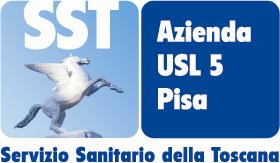 SST
Azienda
USL 5
Pisa
Servizio Sanitario della Toscana